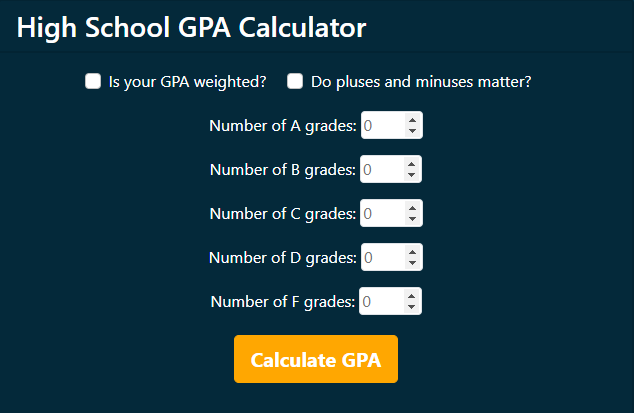 High School GPA Calculator
Is your GPA weighted? Do pluses and minuses matter?
Number of A grades: 0
Number of B grades: 0
Number of C grades: 0
Number of D grades: 0
Number of F grades: 0
Calculate GPA